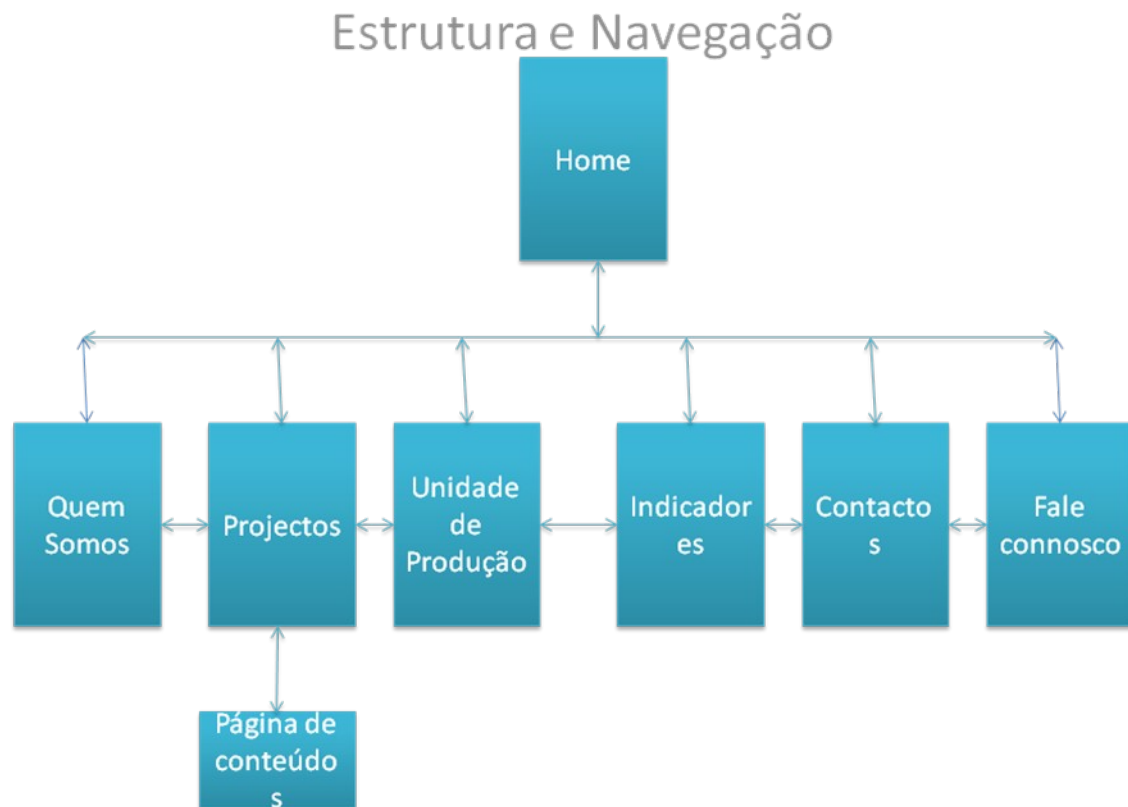 Estrutura e Navegação
Home
Quem
Somos
Projectos
Unidade
de
Produção
Indicador
es
Contacto
s
Fale
connosco
Página de
conteúdo
s